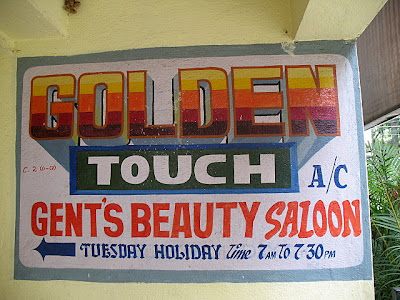 GOLDEN
TOUCH
A/C
GENT'S BEAUTY SALOON
TUESDAY HOLIDAY Time 7AM TO 7-30PM